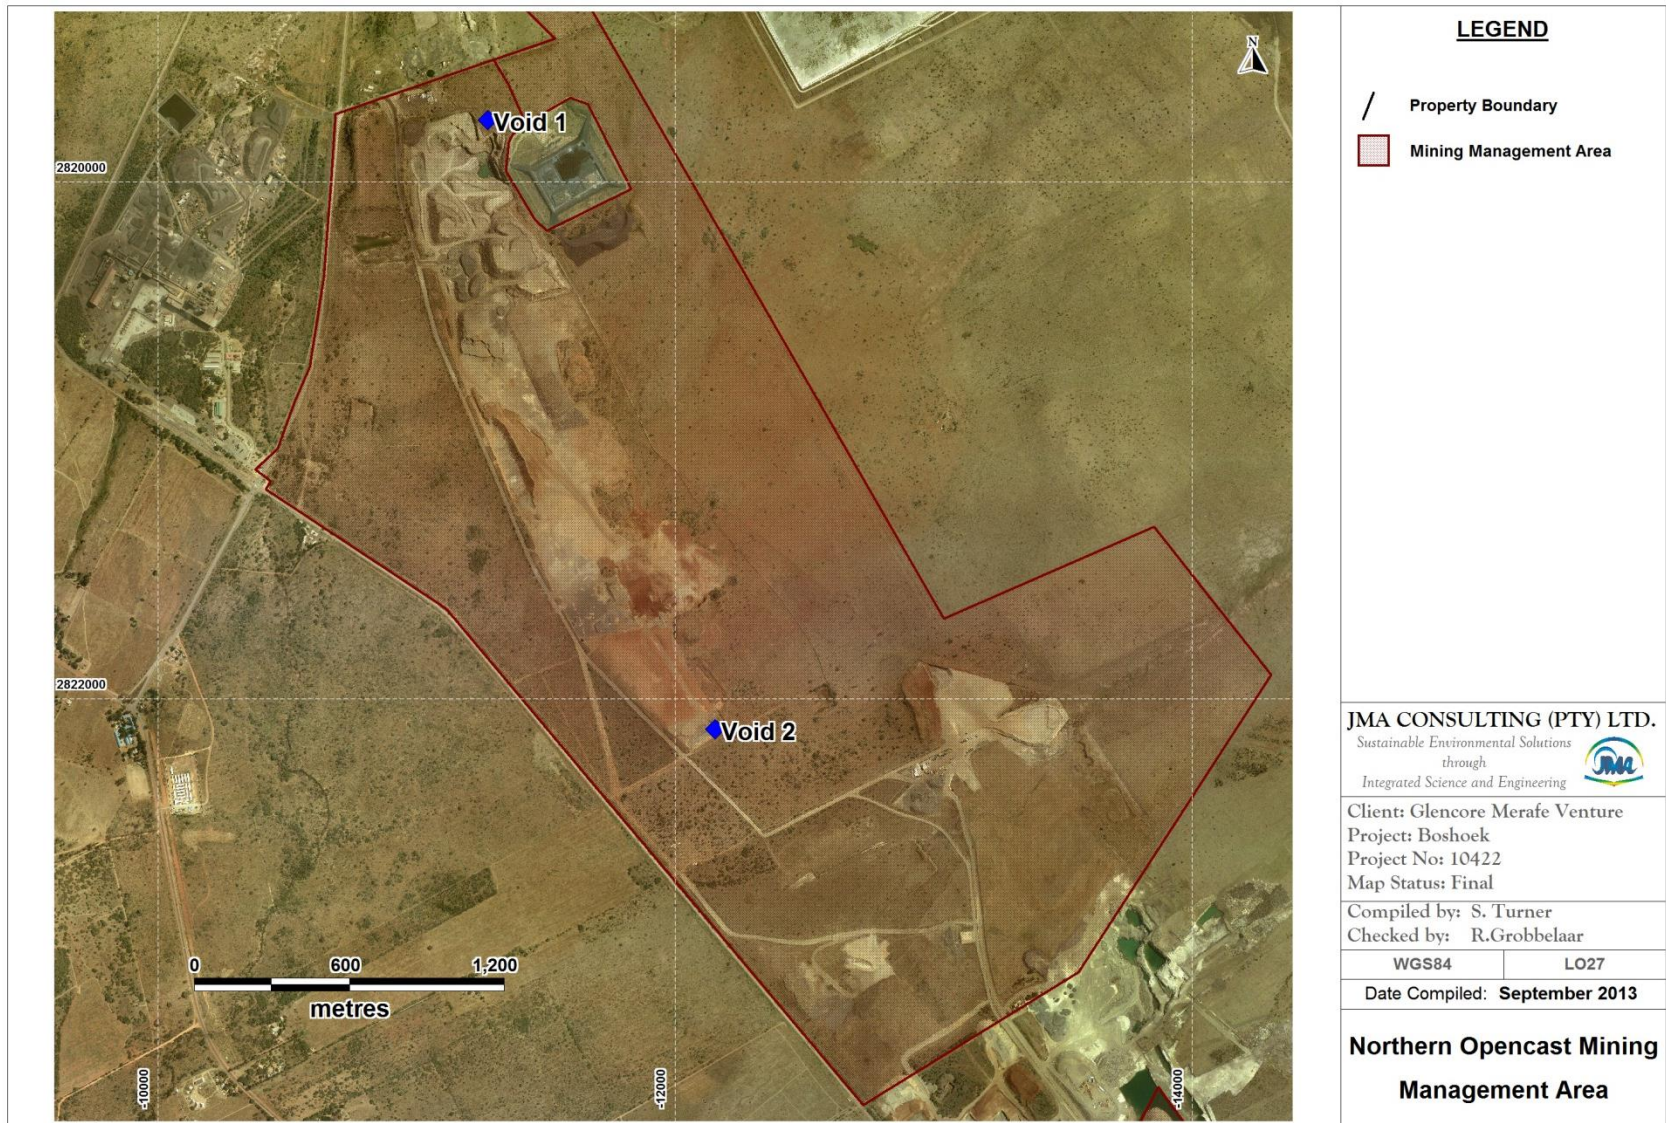 N
Void 1
2820000
2822000
Void 2
0 600 1,200
metres
-10000
-12000
-14000
LEGEND
Property Boundary
Mining Management Area
JMA CONSULTING (PTY) LTD.
Sustainable Environmental Solutions
through
Integrated Science and Engineering
JMA
Client: Glencore Merafe Venture
Project: Boshoek
Project No: 10422
Map Status: Final
Compiled by: S. Turner
Checked by: R.Grobbelaar
WGS84 LO27
Date Compiled: September 2013
Northern Opencast Mining
Management Area